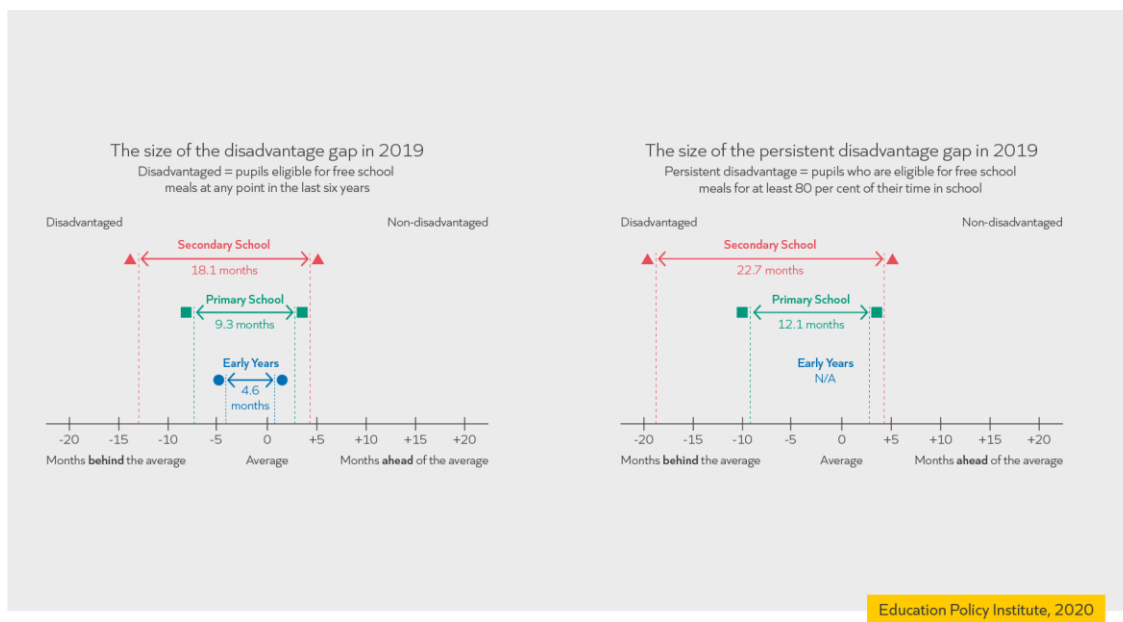 The size of the disadvantage gap in 2019
Disadvantaged = pupils eligible for free school
meals at any point in the last six years
Disadvantaged
Non-disadvantaged
Secondary School
18.1 months
Primary School
9.3 months
Early Years
4.6
months
-20 -15 -10 -5 0 +5 +10 +15 +20
Months behind the average Average Months ahead of the average
The size of the persistent disadvantage gap in 2019
Persistent disadvantage = pupils who are eligible for free school
meals for at least 80 per cent of their time in school
Disadvantaged
Non-disadvantaged
Secondary School
22.7 months
Primary School
12.1 months
Early Years
N/A
-20 -15 -10 -5 0 +5 +10 +15 +20
Months behind the average Average Months ahead of the average
Education Policy Institute, 2020